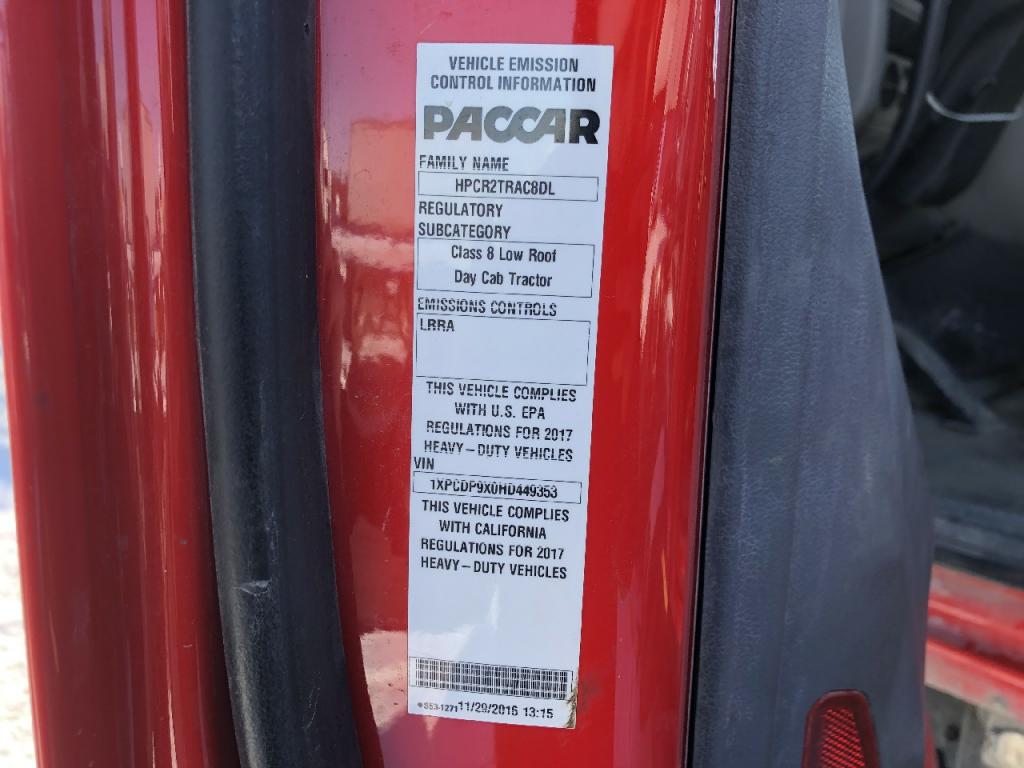 VEHICLE EMISSION
CONTROL INFORMATION
PACCAR
FAMILY NAME
HPCR2TRAC8DL
REGULATORY
SUBCATEGORY
Class 8 Low Roof
Day Cab Tractor
EMISSIONS CONTROLS
LRRA
THIS VEHICLE COMPLIES
WITH U.S. EPA
REGULATIONS FOR 2017
HEAVY-DUTY VEHICLES
VIN
1XPCDP9X0HD449353
THIS VEHICLE COMPLIES
WITH CALIFORNIA
REGULATIONS FOR 2017
HEAVY-DUTY VEHICLES
S53-1271 11/29/2016 13:15